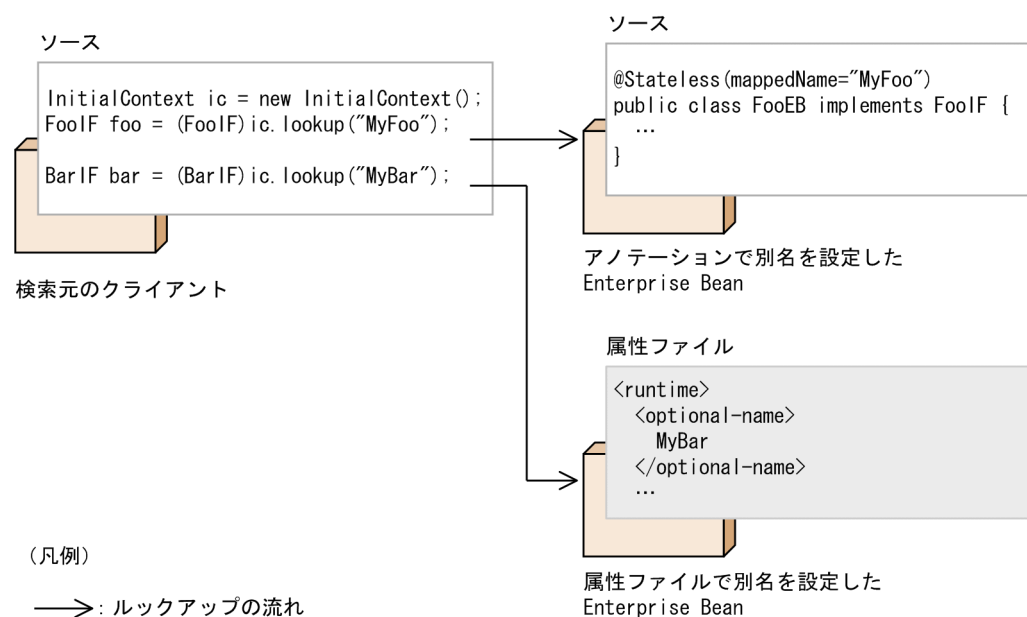 ソース
InitialContext ic = new InitialContext();
FooIF foo = (FooIF)ic.lookup("MyFoo");
BarIF bar = (BarIF)ic.lookup("MyBar");
検索元のクライアント
ソース
@Stateless(mappedName="MyFoo")
public class FooEB implements FooIF {
…
}
アノテーションで別名を設定した
Enterprise Bean
属性ファイル
<runtime>
<optional-name>
MyBar
</optional-name>
…
属性ファイルで別名を設定した
Enterprise Bean
(凡例)
:ルックアップの流れ